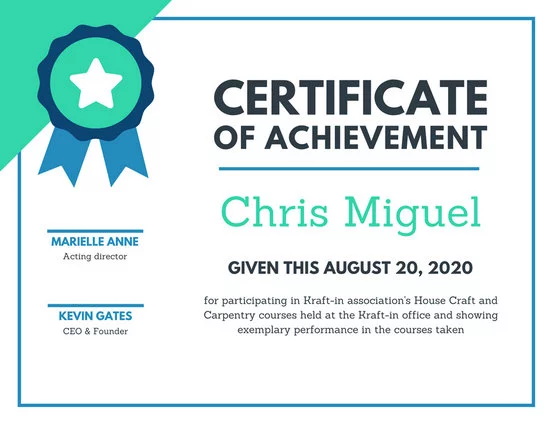 CERTIFICATE
OF ACHIEVEMENT
Chris Miguel
GIVEN THIS AUGUST 20, 2020
for participating in Kraft-in association's House Craft and
Carpentry courses held at the Kraft-in office and showing
exemplary performance in the courses taken
MARIELLE ANNE
Acting director
KEVIN GATES
CEO & Founder